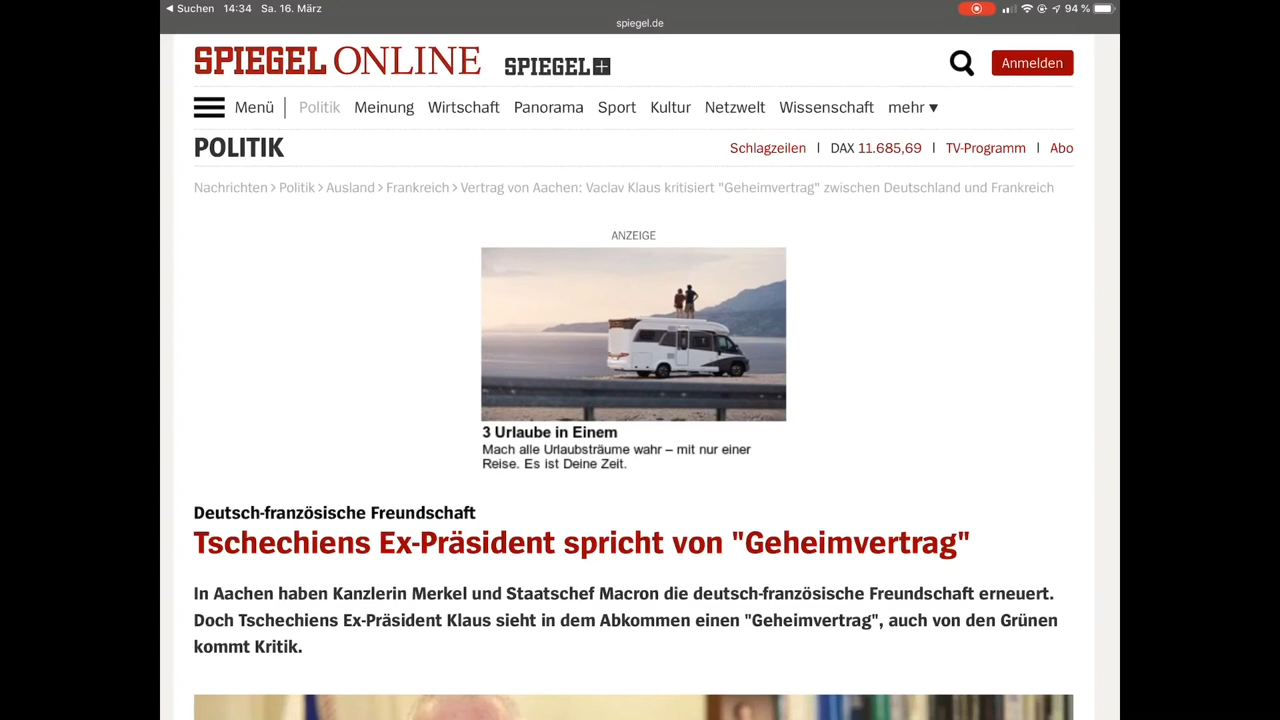 Suchen 14:34 Sa. 16. März 94 %
spiegel.de
SPIEGEL ONLINE SPIEGEL+ Anmelden
Menü Politik Meinung Wirtschaft Panorama Sport Kultur Netzwelt Wissenschaft mehr
POLITIK Schlagzeilen | DAX 11.685,69 | TV-Programm | Abo
Nachrichten > Politik > Ausland > Frankreich > Vertrag von Aachen: Vaclav Klaus kritisiert "Geheimvertrag" zwischen Deutschland und Frankreich
ANZEIGE
3 Urlaube in Einem
Mach alle Urlaubsträume wahr – mit nur einer
Reise. Es ist Deine Zeit.
Deutsch-französische Freundschaft
Tschechiens Ex-Präsident spricht von "Geheimvertrag"
In Aachen haben Kanzlerin Merkel und Staatschef Macron die deutsch-französische Freundschaft erneuert.
Doch Tschechiens Ex-Präsident Klaus sieht in dem Abkommen einen "Geheimvertrag", auch von den Grünen
kommt Kritik.